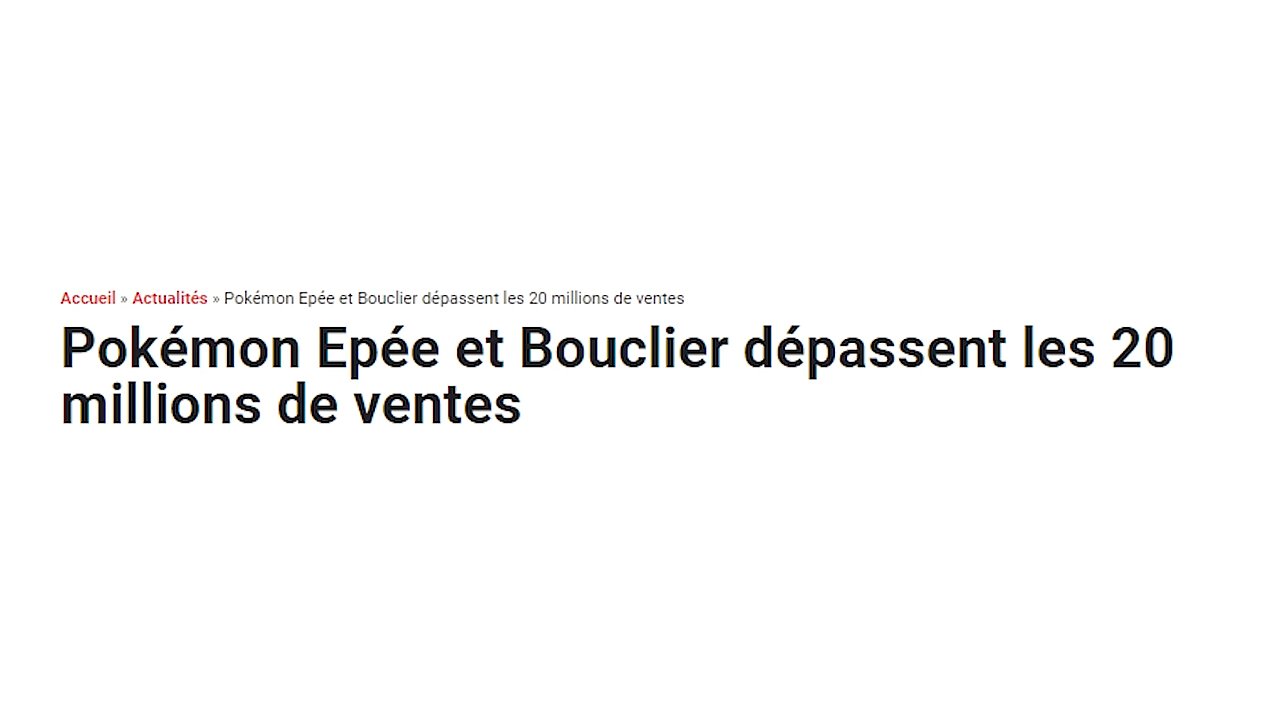 Accueil » Actualités » Pokémon Epée et Bouclier dépassent les 20 millions de ventes
Pokémon Epée et Bouclier dépassent les 20
millions de ventes